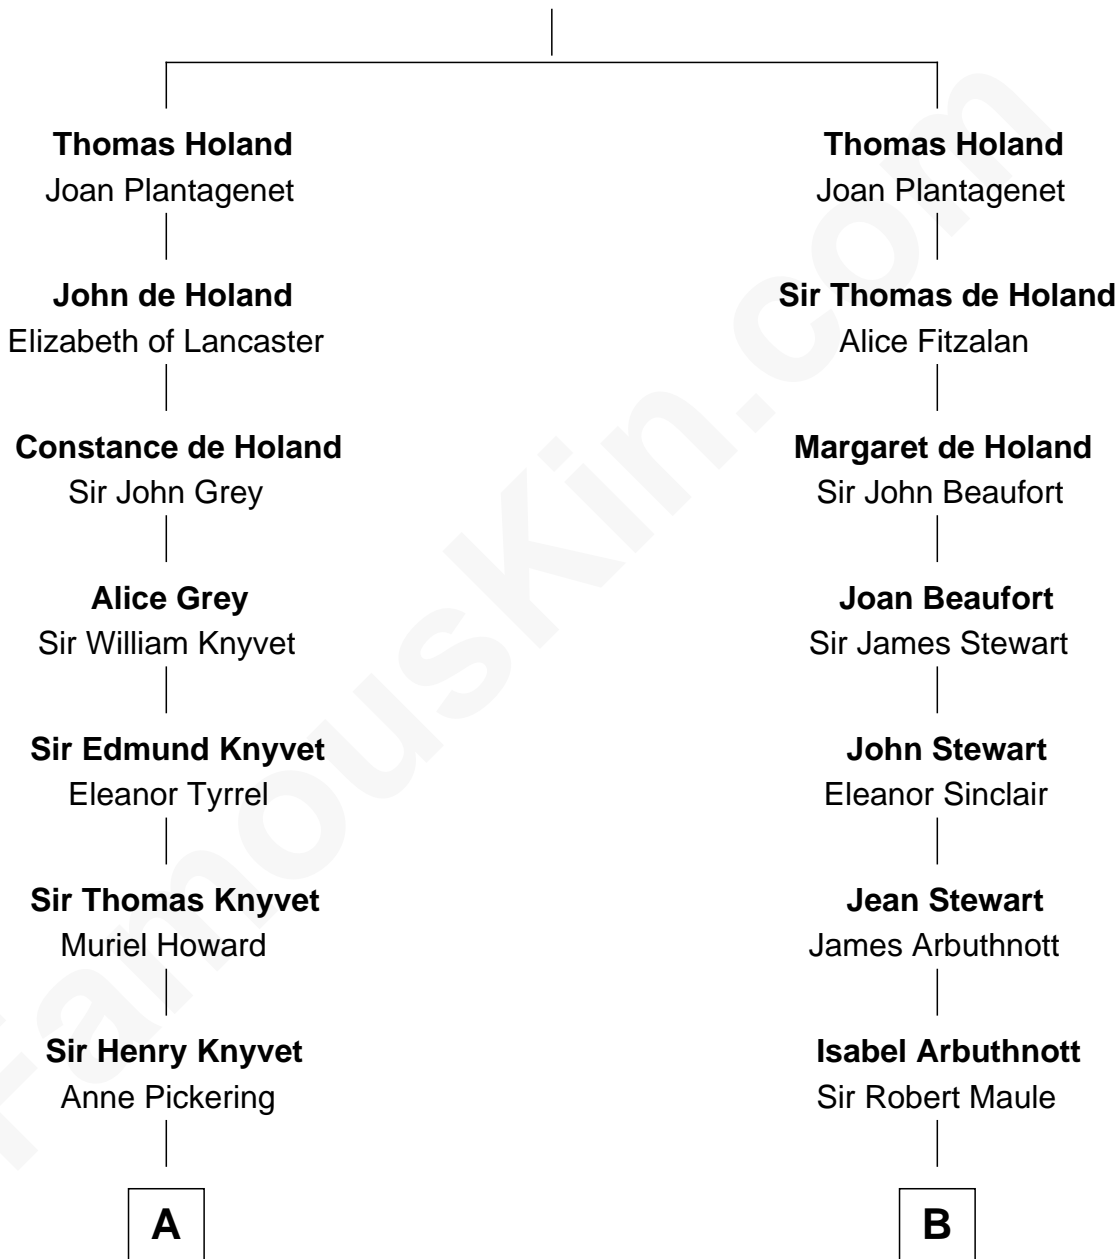 Thomas Holand
Joan Plantagenet
John de Holand
Elizabeth of Lancaster
Constance de Holand
Sir John Grey
Alice Grey
Sir William Knyvet
Sir Edmund Knyvet
Eleanor Tyrrel
Sir Thomas Knyvet
Muriel Howard
Sir Henry Knyvet
Anne Pickering
A
Thomas Holand
Joan Plantagenet
Sir Thomas de Holand
Alice Fitzalan
Margaret de Holand
Sir John Beaufort
Joan Beaufort
Sir James Stewart
John Stewart
Eleanor Sinclair
Jean Stewart
James Arbuthnott
Isabel Arbuthnott
Sir Robert Maule
B
FamousKin.com